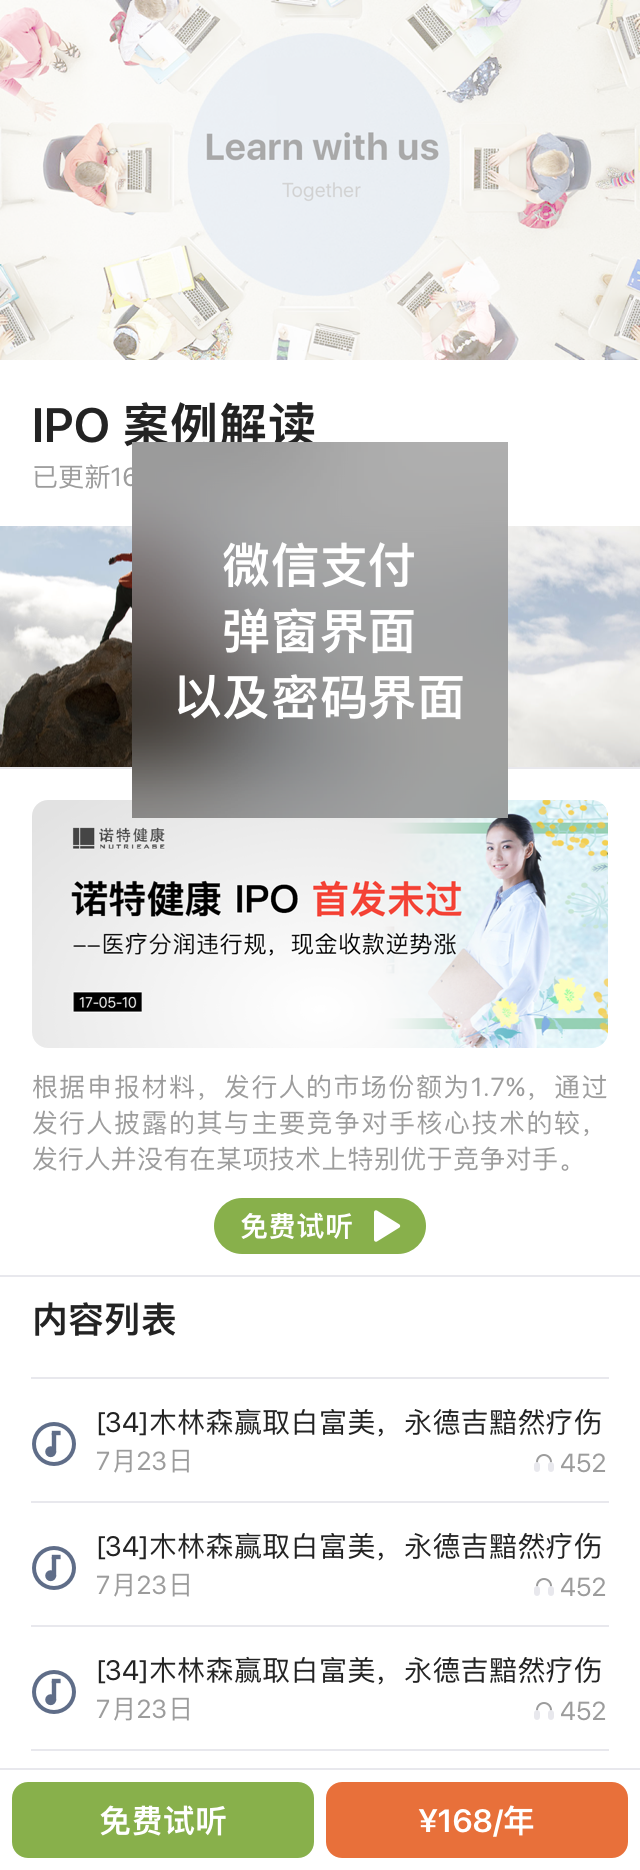 Learn with us
Together
IPO 案例解读
已更新16
微信支付
弹窗界面
以及密码界面
诺特健康
NUTRIEABE
诺特健康 IPO 首发未过
——医疗分润违行规，现金收款逆势涨
17-05-10
根据申报材料，发行人的市场份额为1.7%，通过
发行人披露的其与主要竞争对手核心技术的较，
发行人并没有在某项技术上特别优于竞争对手。
免费试听
内容列表
[34]木林森赢取白富美，永德吉黯然疗伤
7月23日 452
[34]木林森赢取白富美，永德吉黯然疗伤
7月23日 452
[34]木林森赢取白富美，永德吉黯然疗伤
7月23日 452
免费试听 ¥168/年